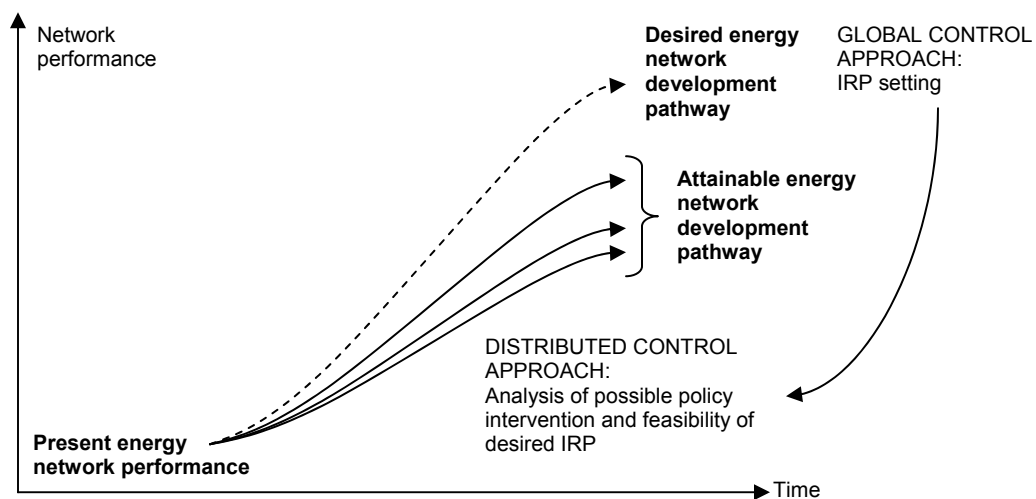 Network
performance
Desired energy
network
development
pathway
GLOBAL CONTROL
APPROACH:
IRP setting
Attainable energy
network
development
pathway
DISTRIBUTED CONTROL
APPROACH:
Analysis of possible policy
intervention and feasibility of
desired IRP
Present energy
network performance
Time